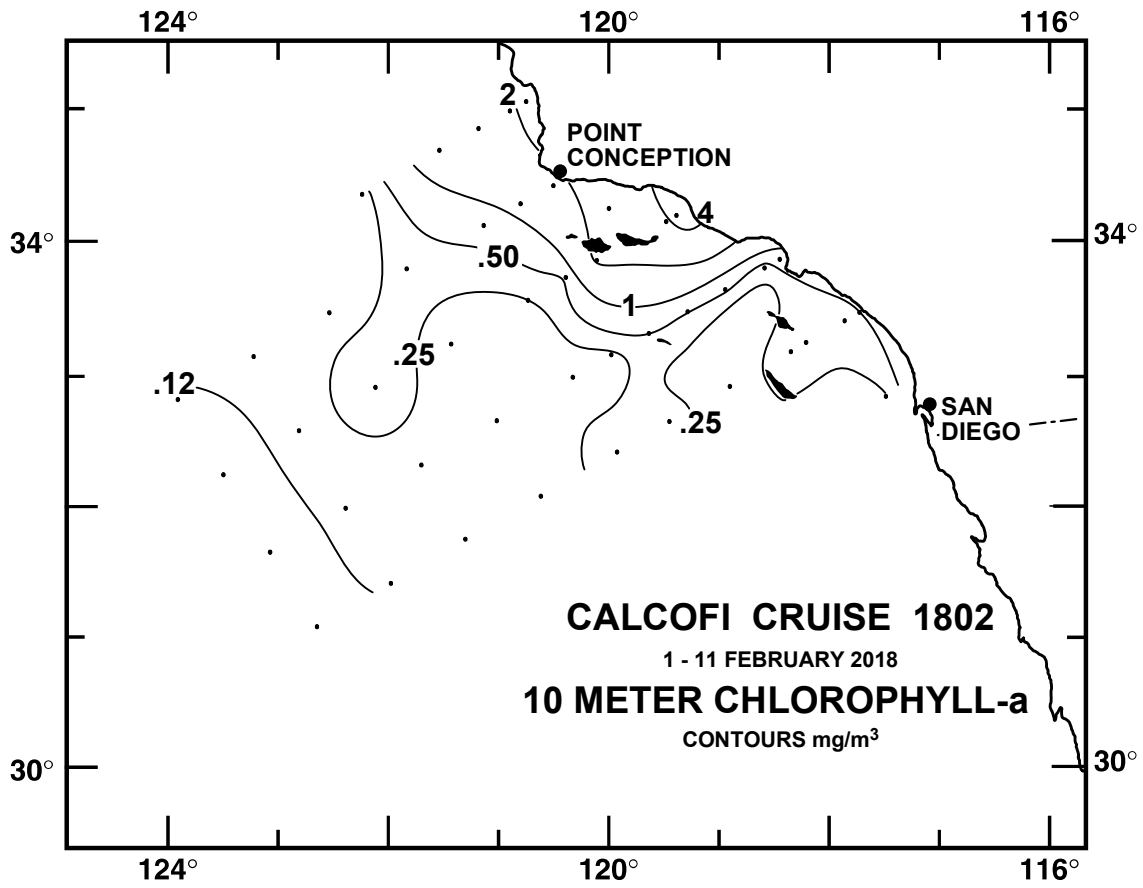 124° 120° 116°
2
POINT
CONCEPTION
4
34° 34°
.50
1
.25
.12
.25
SAN
DIEGO
CALCOFI CRUISE 1802
1 - 11 FEBRUARY 2018
10 METER CHLOROPHYLL-a
CONTOURS mg/m³
30° 30°
124° 120° 116°